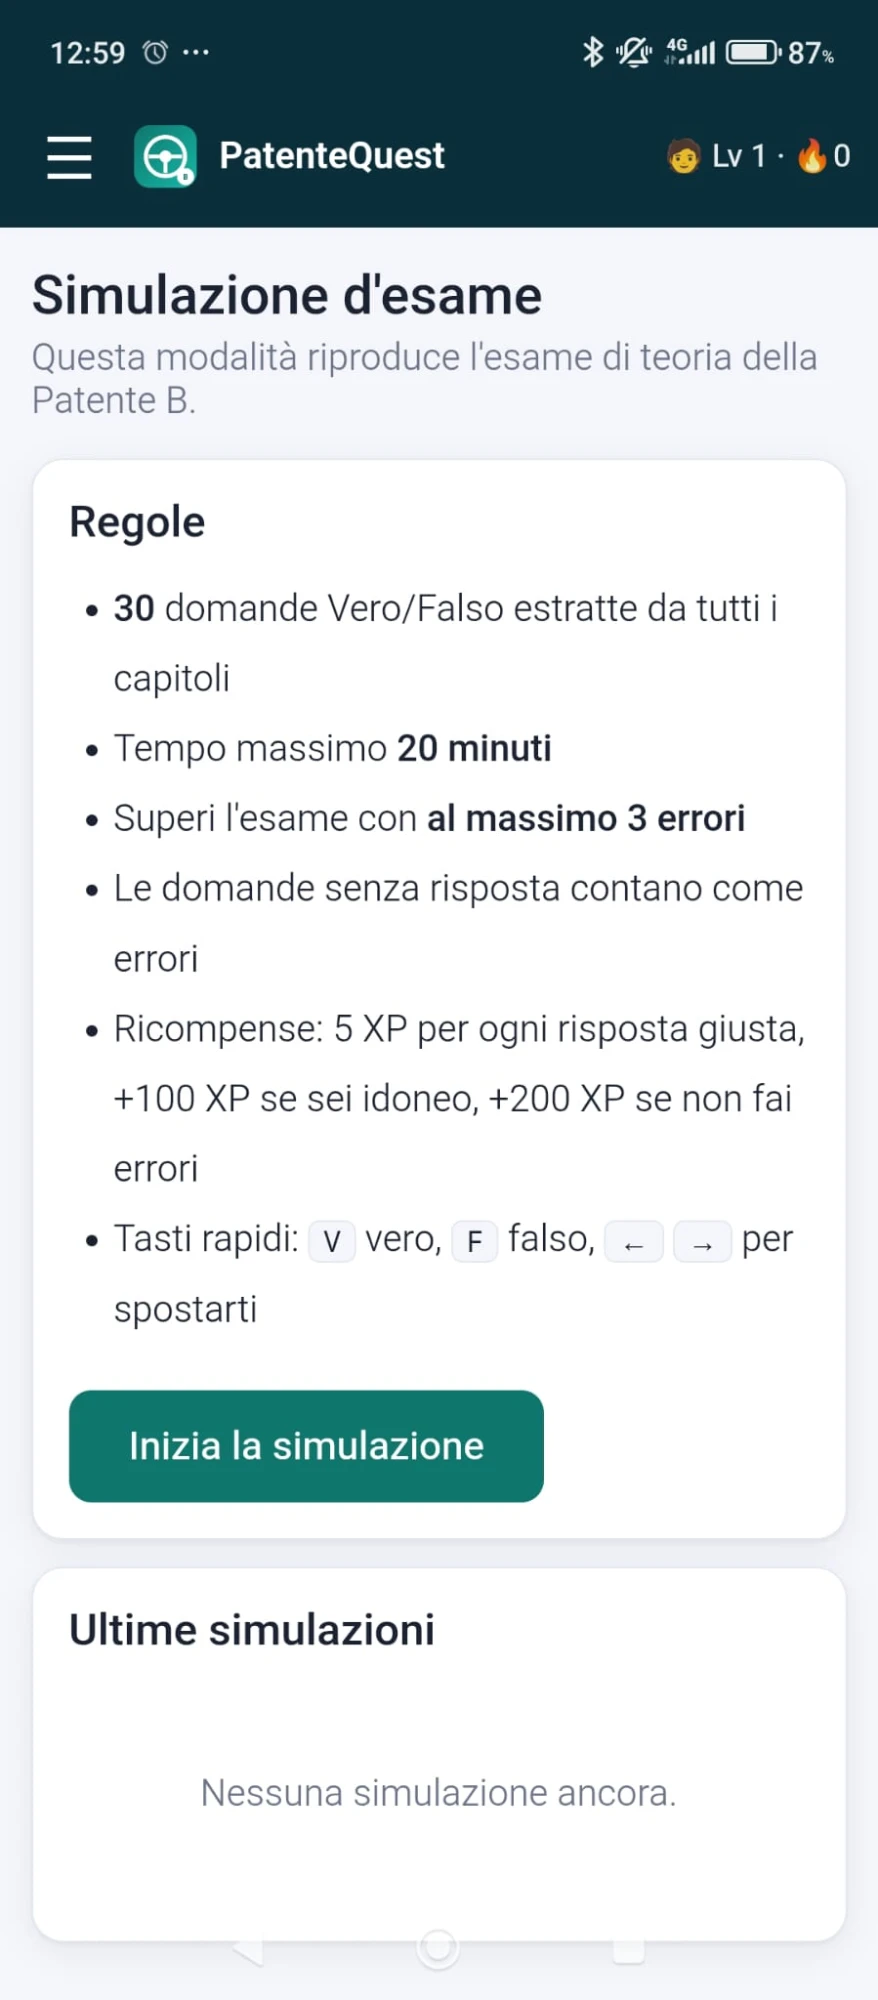 12:59
4G
87%
PatenteQuest
Lv 1 · 0
Simulazione d'esame
Questa modalità riproduce l'esame di teoria della
Patente B.
Regole
• 30 domande Vero/Falso estratte da tutti i
capitoli
• Tempo massimo 20 minuti
• Superi l'esame con al massimo 3 errori
• Le domande senza risposta contano come
errori
• Ricompense: 5 XP per ogni risposta giusta,
+100 XP se sei idoneo, +200 XP se non fai
errori
• Tasti rapidi: V vero, F falso, ← → per
spostarti
Inizia la simulazione
Ultime simulazioni
Nessuna simulazione ancora.